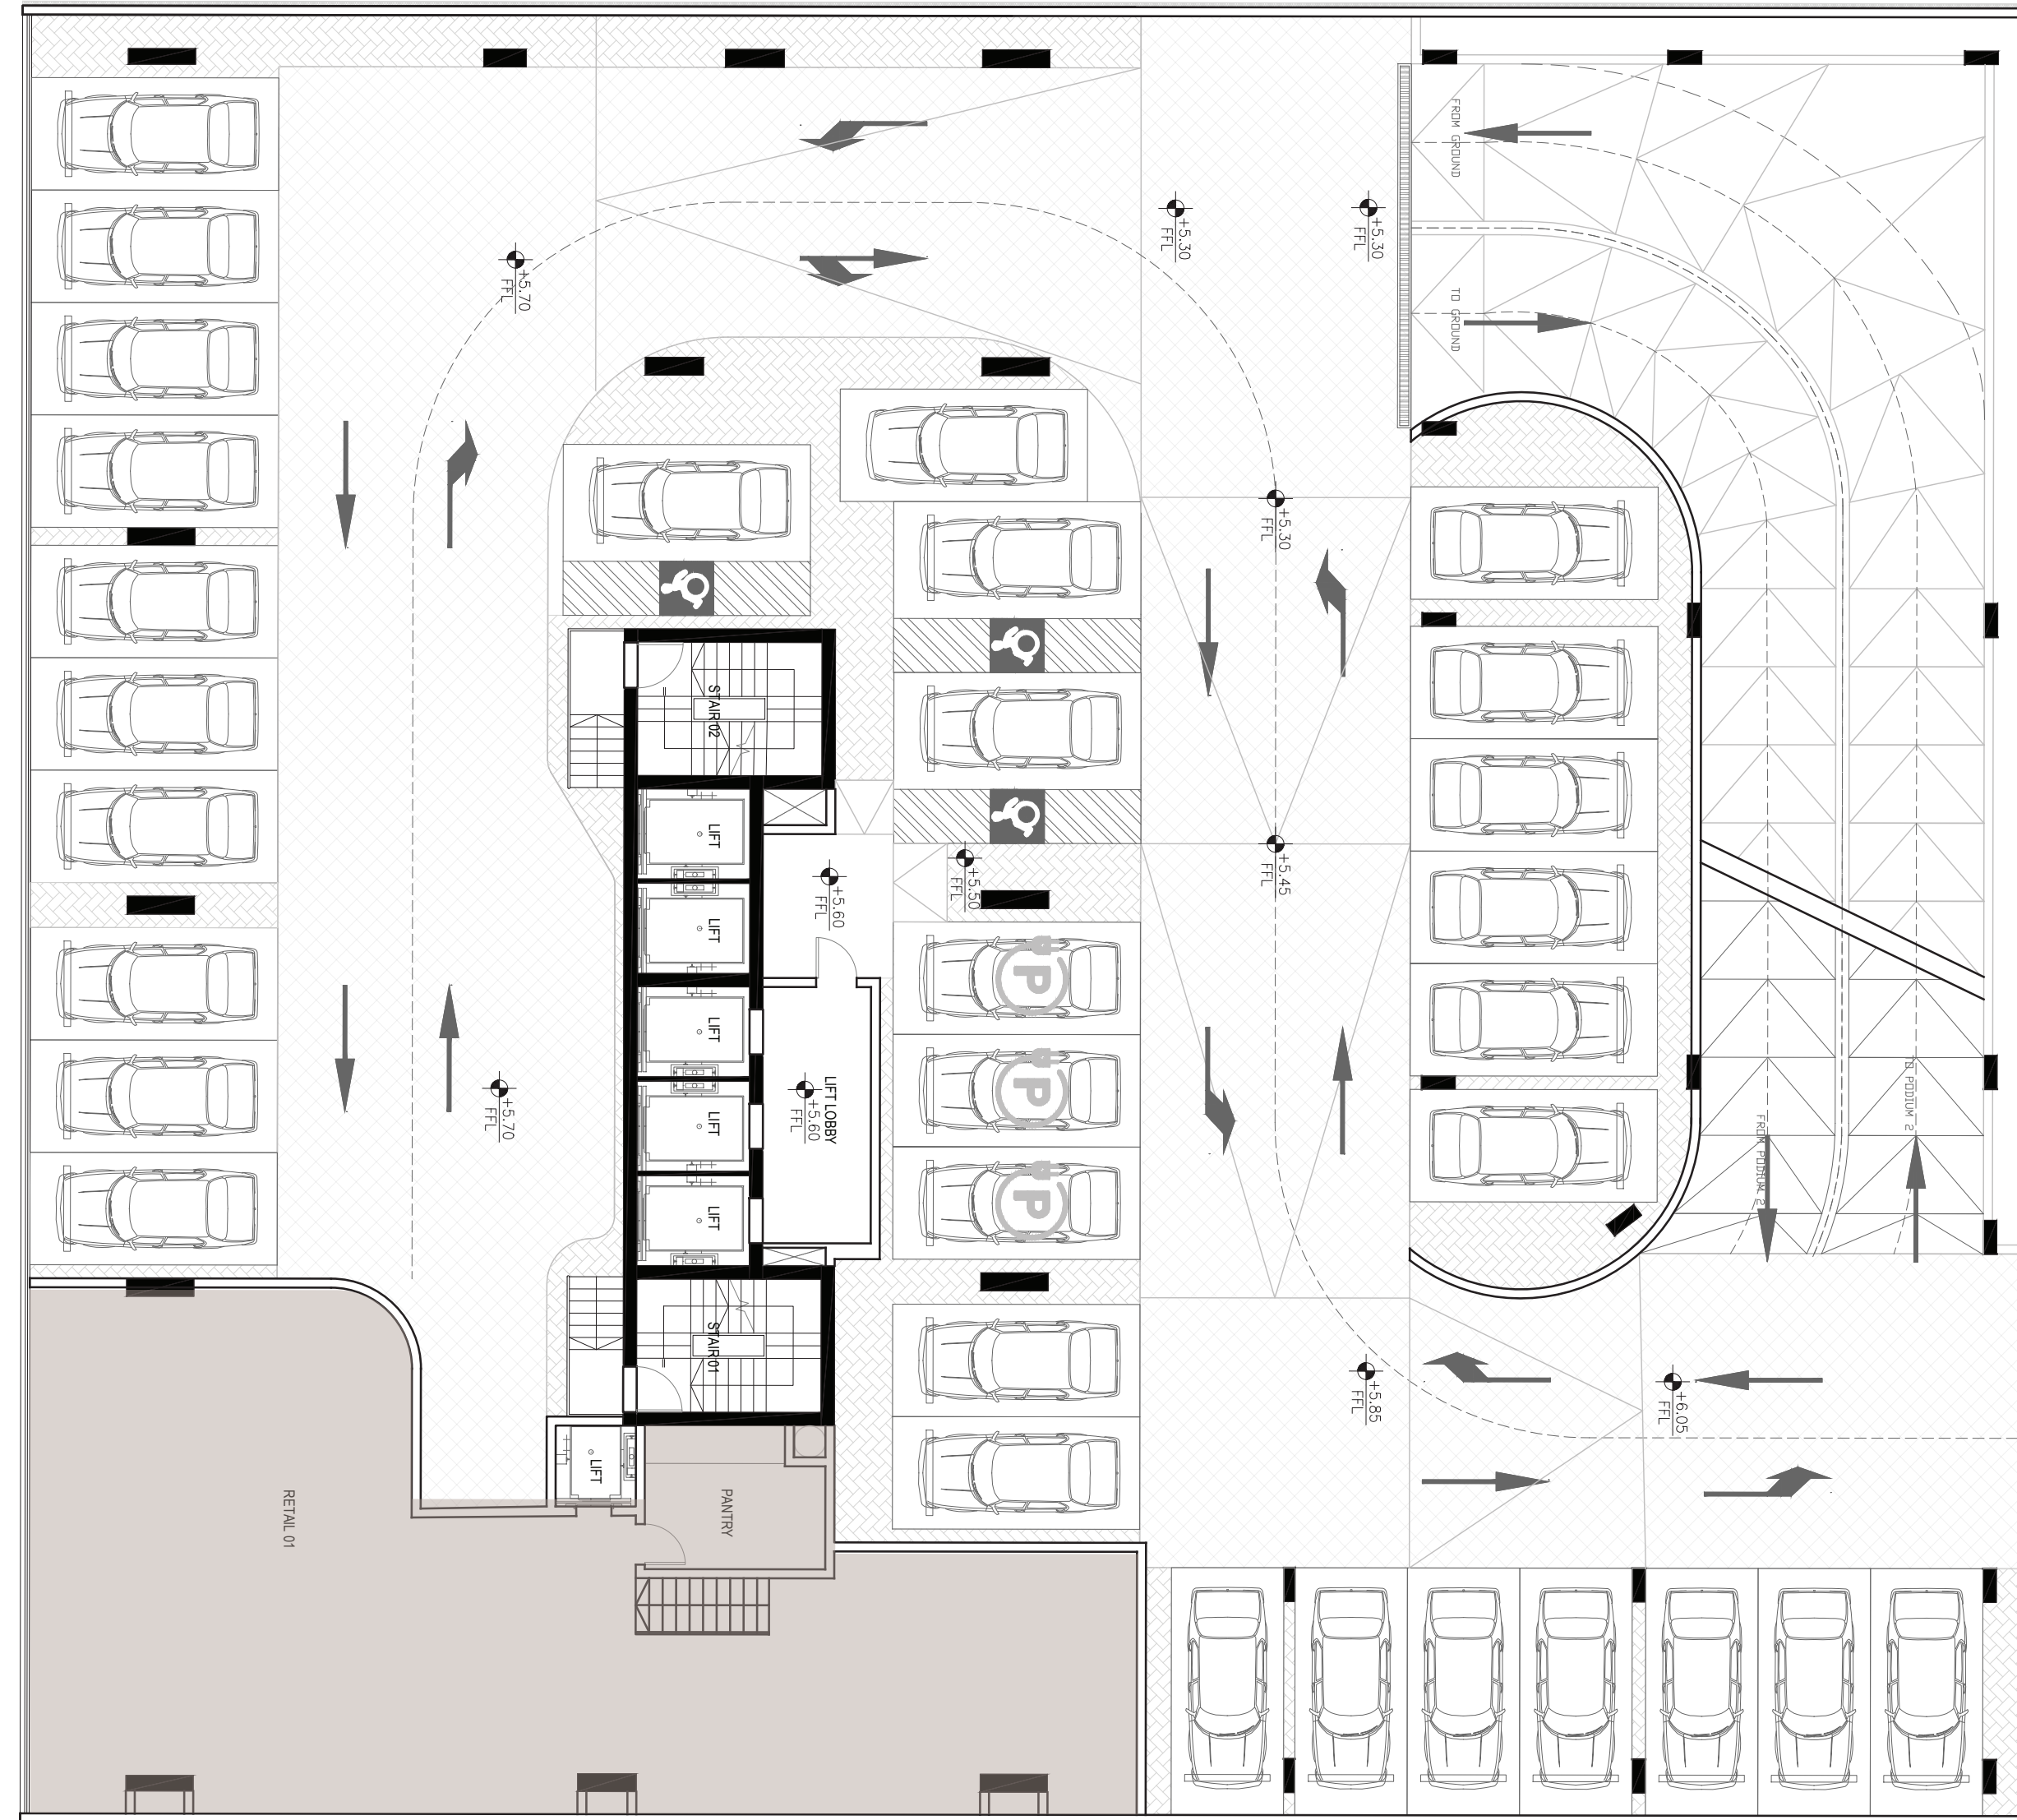 FROM GROUND
+5.30
FFL
+5.30
FFL
+5.70
FFL
TO GROUND
+5.30
FFL
STAIR 02
LIFT
+5.60
FFL
+5.50
FFL
+5.45
FFL
LIFT
LIFT
LIFT LOBBY
+5.60
FFL
+5.70
FFL
LIFT
LIFT
P
P
P
TO PODIUM 2
FROM PODIUM 2
STAIR 01
+5.85
FFL
+6.05
FFL
LIFT
PANTRY
RETAIL 01